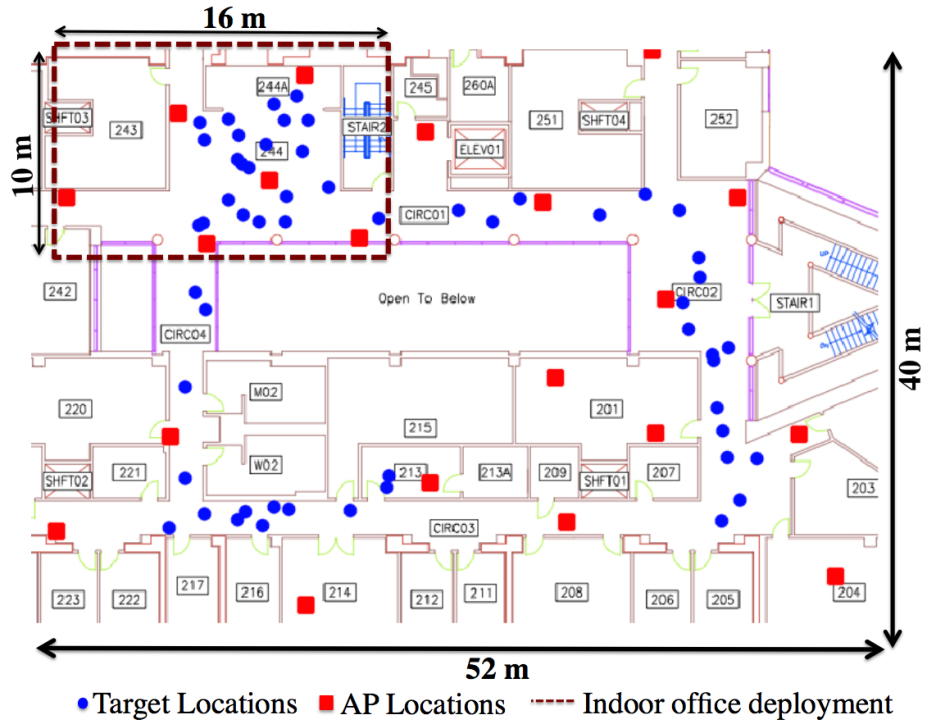 16 m
10 m
SHFT03
243
244A
244
STAIR2
245
260A
ELEV01
251
SHFT04
252
CIRC01
242
CIRC04
Open To Below
CIRC02
STAIR1
UP
40 m
220
M02
W02
215
201
SHFT02
221
213
213A
209
SHFT01
207
203
CIRC03
223
222
217
216
214
212
211
208
206
205
204
52 m
Target Locations AP Locations Indoor office deployment